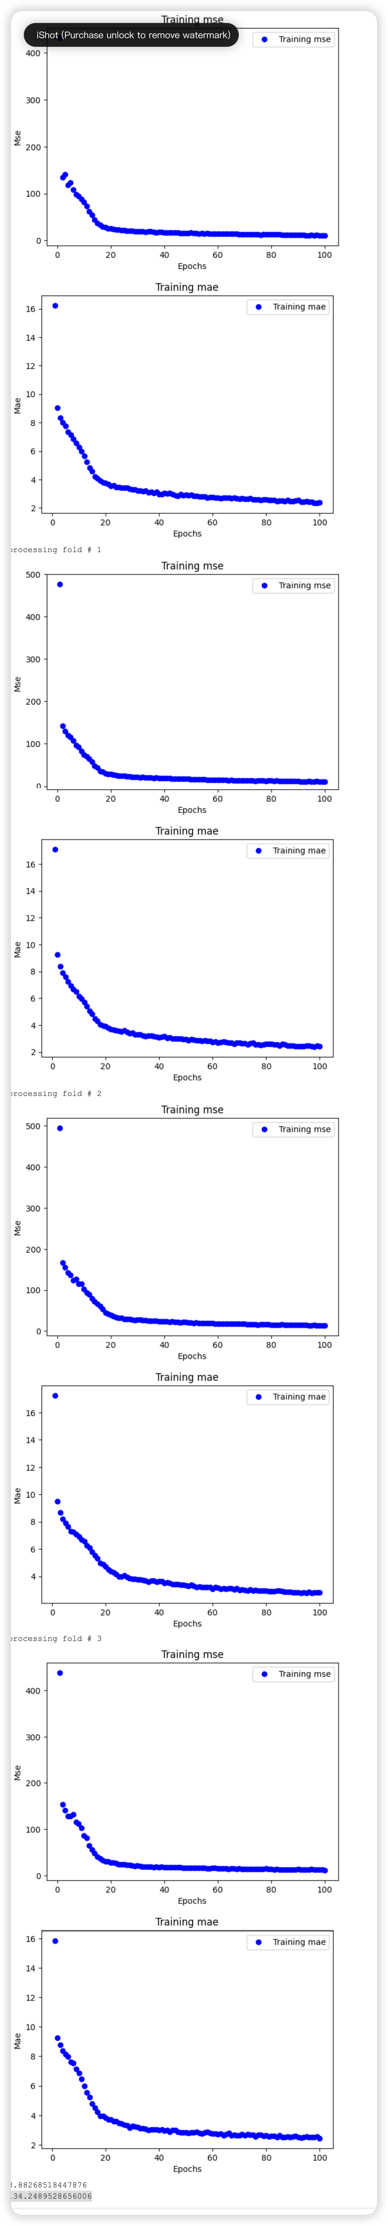 Training mse
iShot (Purchase unlock to remove watermark)
Training mse
400
300
200
100
0
Mse
0 20 40 60 80 100
Epochs
Training mae
Training mae
16
14
12
10
8
6
4
2
Mae
0 20 40 60 80 100
Epochs
processing fold # 1
Training mse
Training mse
500
400
300
200
100
0
Mse
0 20 40 60 80 100
Epochs
Training mae
Training mae
16
14
12
10
8
6
4
2
Mae
0 20 40 60 80 100
Epochs
processing fold # 2
Training mse
Training mse
500
400
300
200
100
0
Mse
0 20 40 60 80 100
Epochs
Training mae
Training mae
16
14
12
10
8
6
4
Mae
0 20 40 60 80 100
Epochs
processing fold # 3
Training mse
Training mse
400
300
200
100
0
Mse
0 20 40 60 80 100
Epochs
Training mae
Training mae
16
14
12
10
8
6
4
2
Mae
0 20 40 60 80 100
Epochs
.88268518447876
34.2489528656006